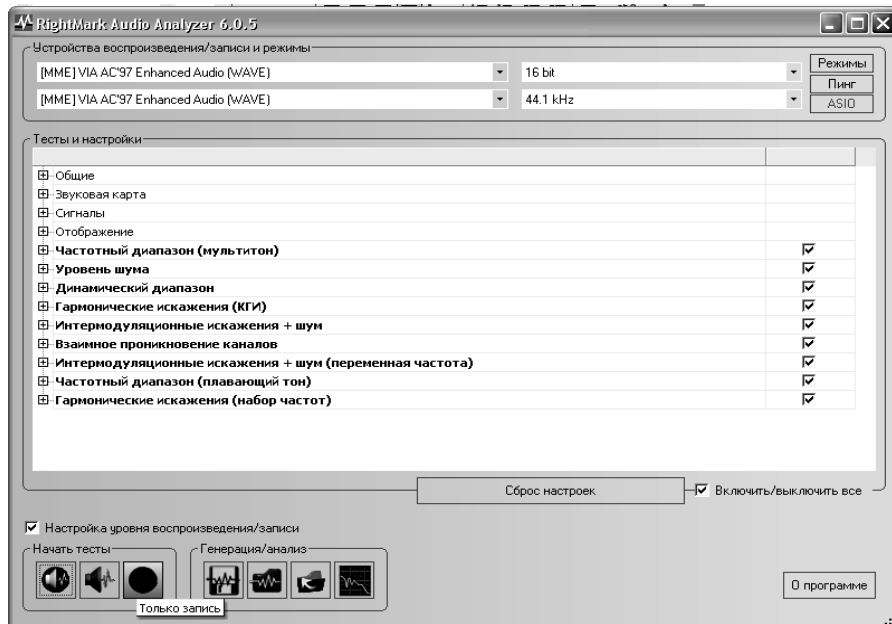 RightMark Audio Analyzer 6.0.5
Устройства воспроизведения/записи и режимы
[MME] VIA AC'97 Enhanced Audio (WAVE)
16 bit
Режимы
Пинг
[MME] VIA AC'97 Enhanced Audio (WAVE)
44.1 kHz
ASIO
Тесты и настройки
Общие
Звуковая карта
Сигналы
Отображение
Частотный диапазон (мультитон)
Уровень шума
Динамический диапазон
Гармонические искажения (КГИ)
Интермодуляционные искажения + шум
Взаимное проникновение каналов
Интермодуляционные искажения + шум (переменная частота)
Частотный диапазон (плавающий тон)
Гармонические искажения (набор частот)
Сброс настроек
Включить/выключить все
Настройка уровня воспроизведения/записи
Начать тесты
Генерация/анализ
Только запись
О программе